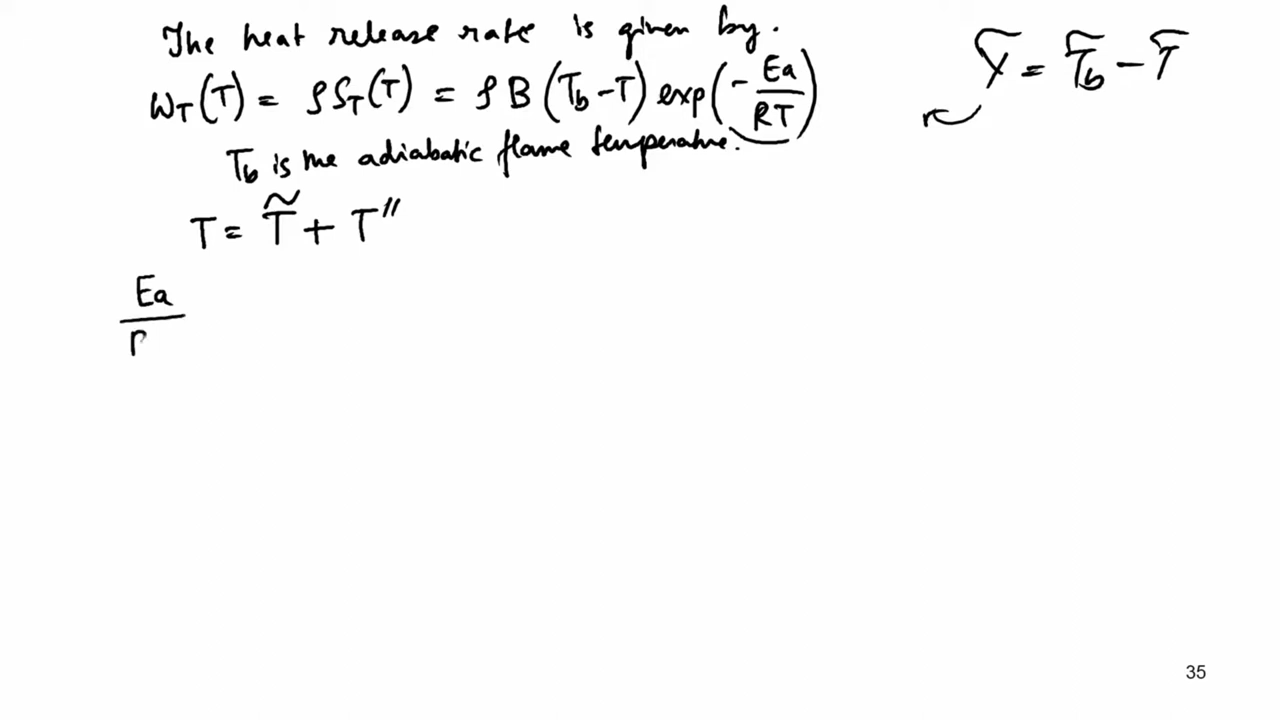 The heat release rate is given by.
ω_T(T) = ρS_T(T) = ρB(T_b-T) exp(-Ea/RT)
T_b is the adiabatic flame temperature.
T = T̃ + T″
Ea
35